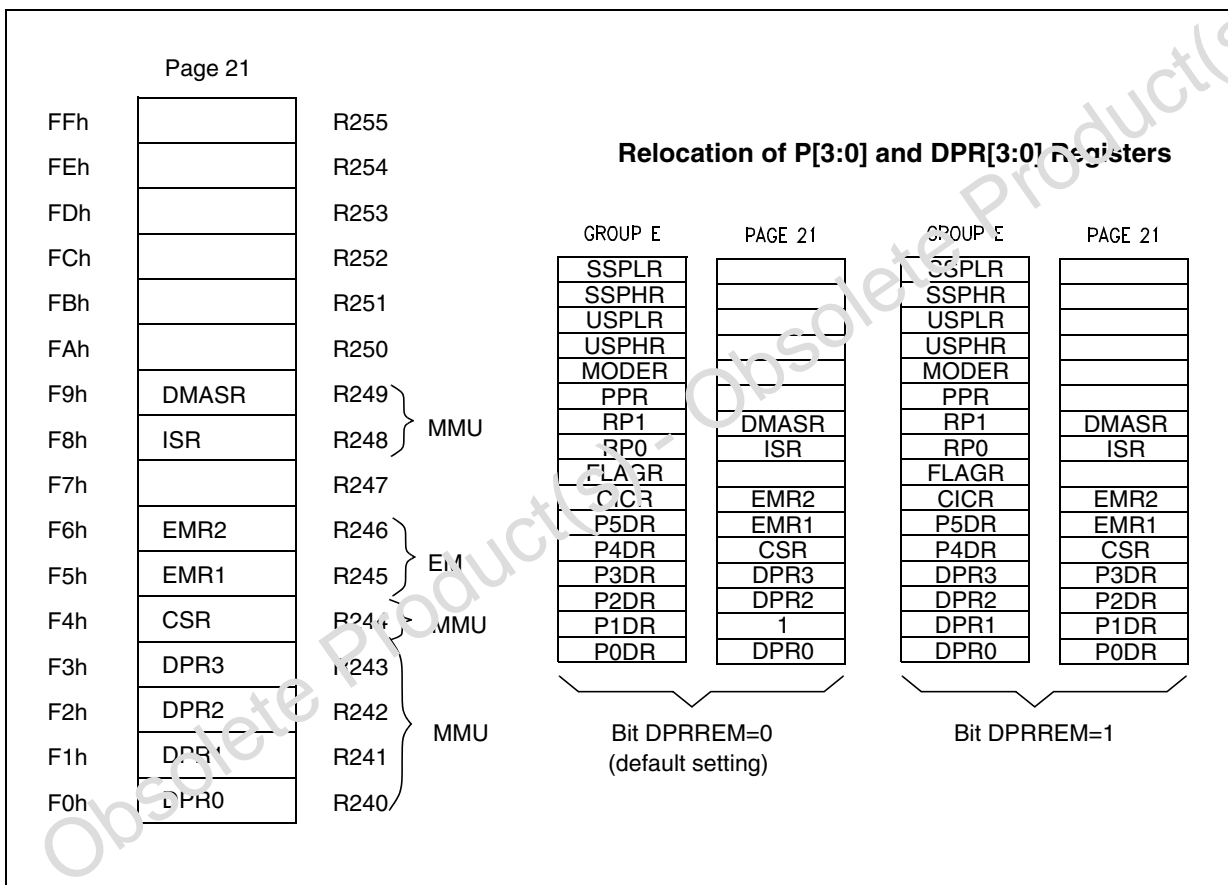 Page 21
FFh R255
FEh R254
FDh R253
FCh R252
FBh R251
FAh R250
F9h DMASR R249
F8h ISR R248
MMU
F7h R247
F6h EMR2 R246
F5h EMR1 R245
EM
F4h CSR R244 MMU
F3h DPR3 R243
F2h DPR2 R242
F1h DPR1 R241
F0h DPR0 R240
MMU
Relocation of P[3:0] and DPR[3:0] Registers
GROUP E PAGE 21 GROUP E PAGE 21
SSPLR SSPLR
SSPHR SSPHR
USPLR USPLR
USPHR USPHR
MODER MODER
PPR PPR
RP1 DMASR RP1 DMASR
RP0 ISR RP0 ISR
FLAGR FLAGR
CICR EMR2 CICR EMR2
P5DR EMR1 P5DR EMR1
P4DR CSR P4DR CSR
P3DR DPR3 DPR3 P3DR
P2DR DPR2 DPR2 P2DR
P1DR 1 DPR1 P1DR
P0DR DPR0 DPR0 P0DR
Bit DPRREM=0 Bit DPRREM=1
(default setting)
Obsolete Product(s) - Obsolete Product(s